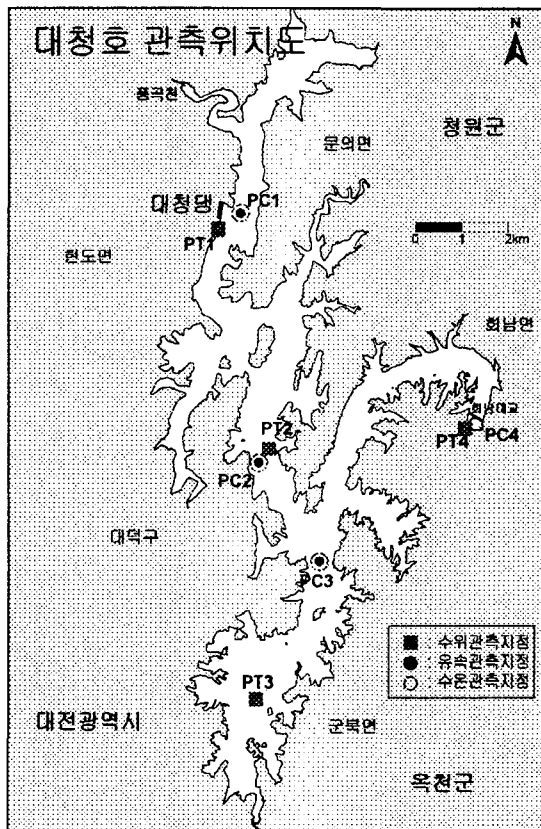 대청호 관측위치도
N
품곡천
청원군
문의면
대청댐
PC1
PT1
현도면
0 1 2km
회남면
회남대교
PT2
PT4
PC4
PC2
대덕구
PC3
■ : 수위관측지점
● : 유속관측지점
○ : 수온관측지점
PT3
대전광역시
군북면
옥천군